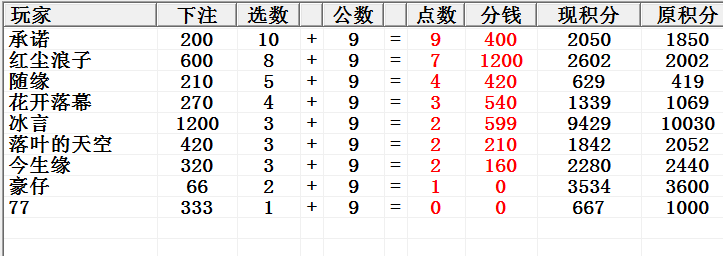 玩家 下注 选数 公数 点数 分钱 现积分 原积分
承诺 200 10 + 9 = 9 400 2050 1850
红尘浪子 600 8 + 9 = 7 1200 2602 2002
随缘 210 5 + 9 = 4 420 629 419
花开落幕 270 4 + 9 = 3 540 1339 1069
冰言 1200 3 + 9 = 2 599 9429 10030
落叶的天空 420 3 + 9 = 2 210 1842 2052
今生缘 320 3 + 9 = 2 160 2280 2440
豪仔 66 2 + 9 = 1 0 3534 3600
77 333 1 + 9 = 0 0 667 1000